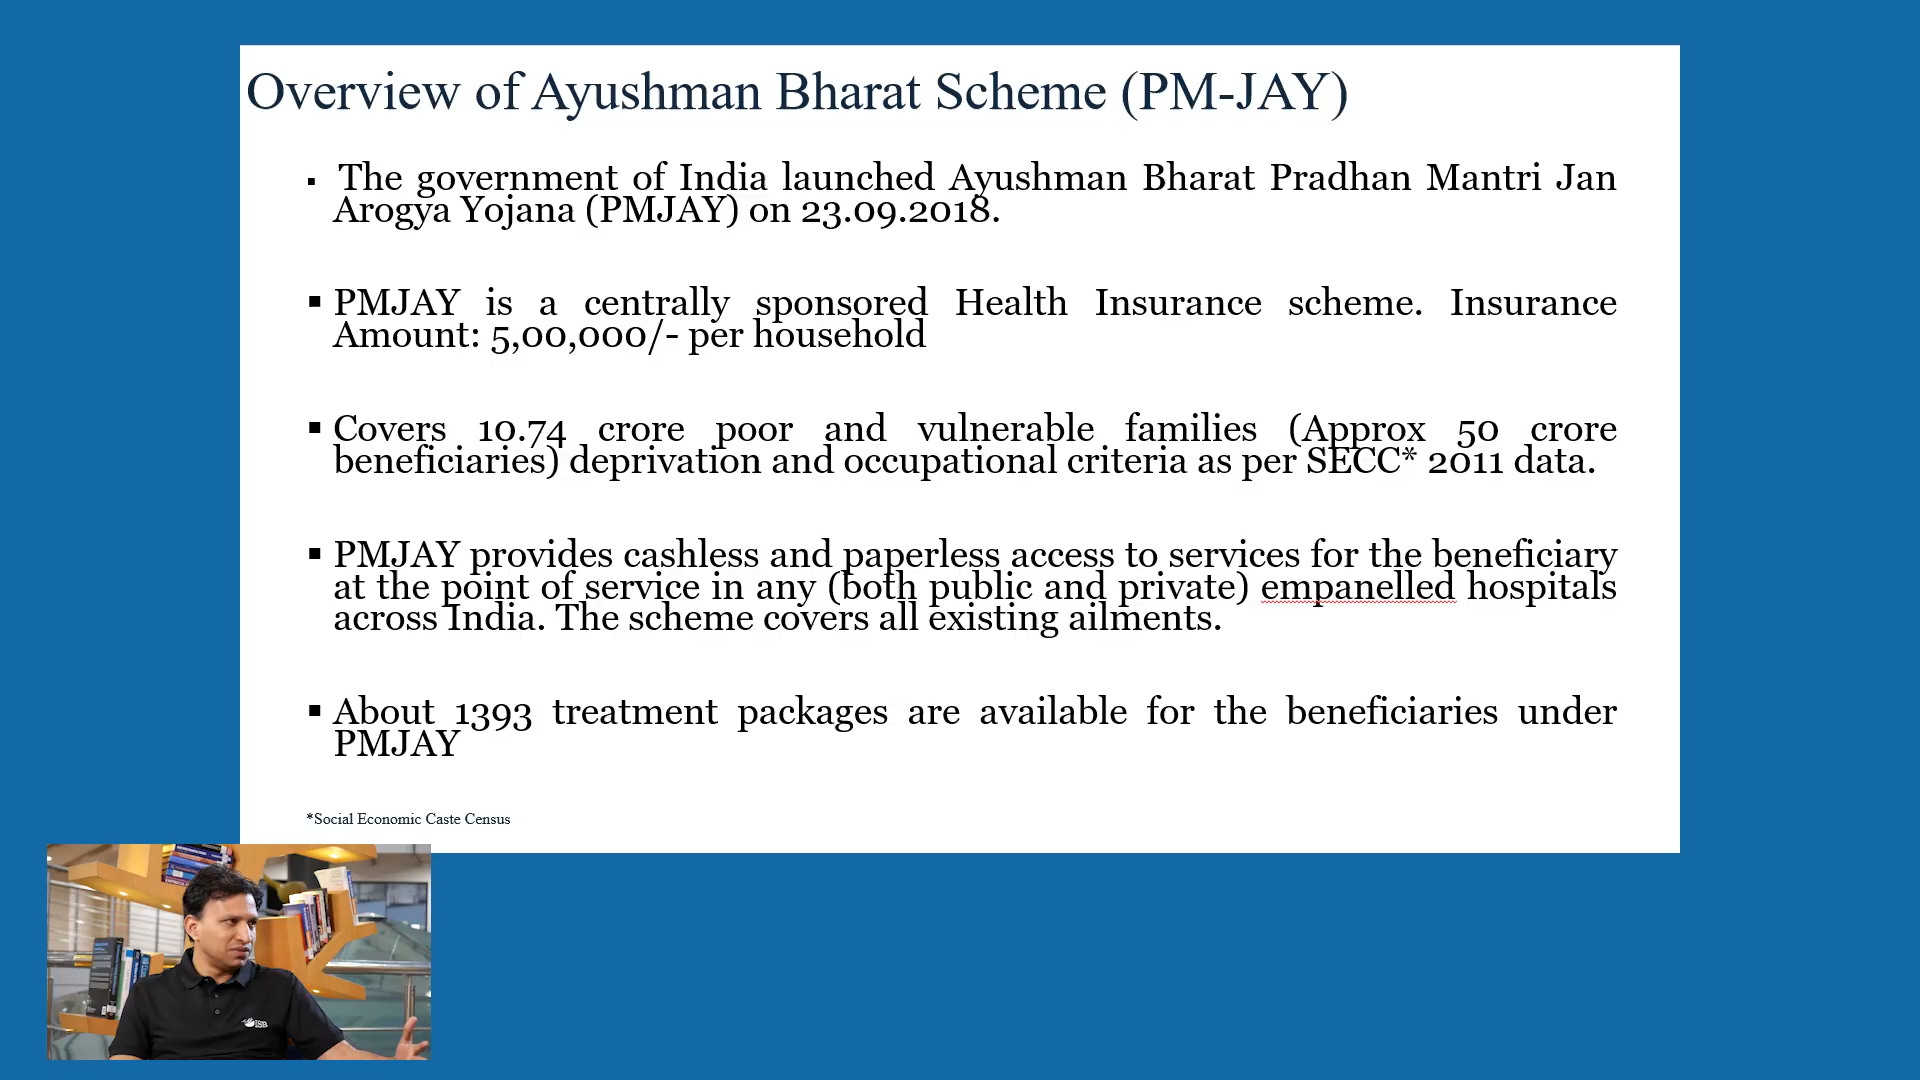 Overview of Ayushman Bharat Scheme (PM-JAY)
▪ The government of India launched Ayushman Bharat Pradhan Mantri Jan
Arogya Yojana (PMJAY) on 23.09.2018.
▪ PMJAY is a centrally sponsored Health Insurance scheme. Insurance
Amount: 5,00,000/- per household
▪ Covers 10.74 crore poor and vulnerable families (Approx 50 crore
beneficiaries) deprivation and occupational criteria as per SECC* 2011 data.
▪ PMJAY provides cashless and paperless access to services for the beneficiary
at the point of service in any (both public and private) empanelled hospitals
across India. The scheme covers all existing ailments.
▪ About 1393 treatment packages are available for the beneficiaries under
PMJAY
*Social Economic Caste Census
ISB